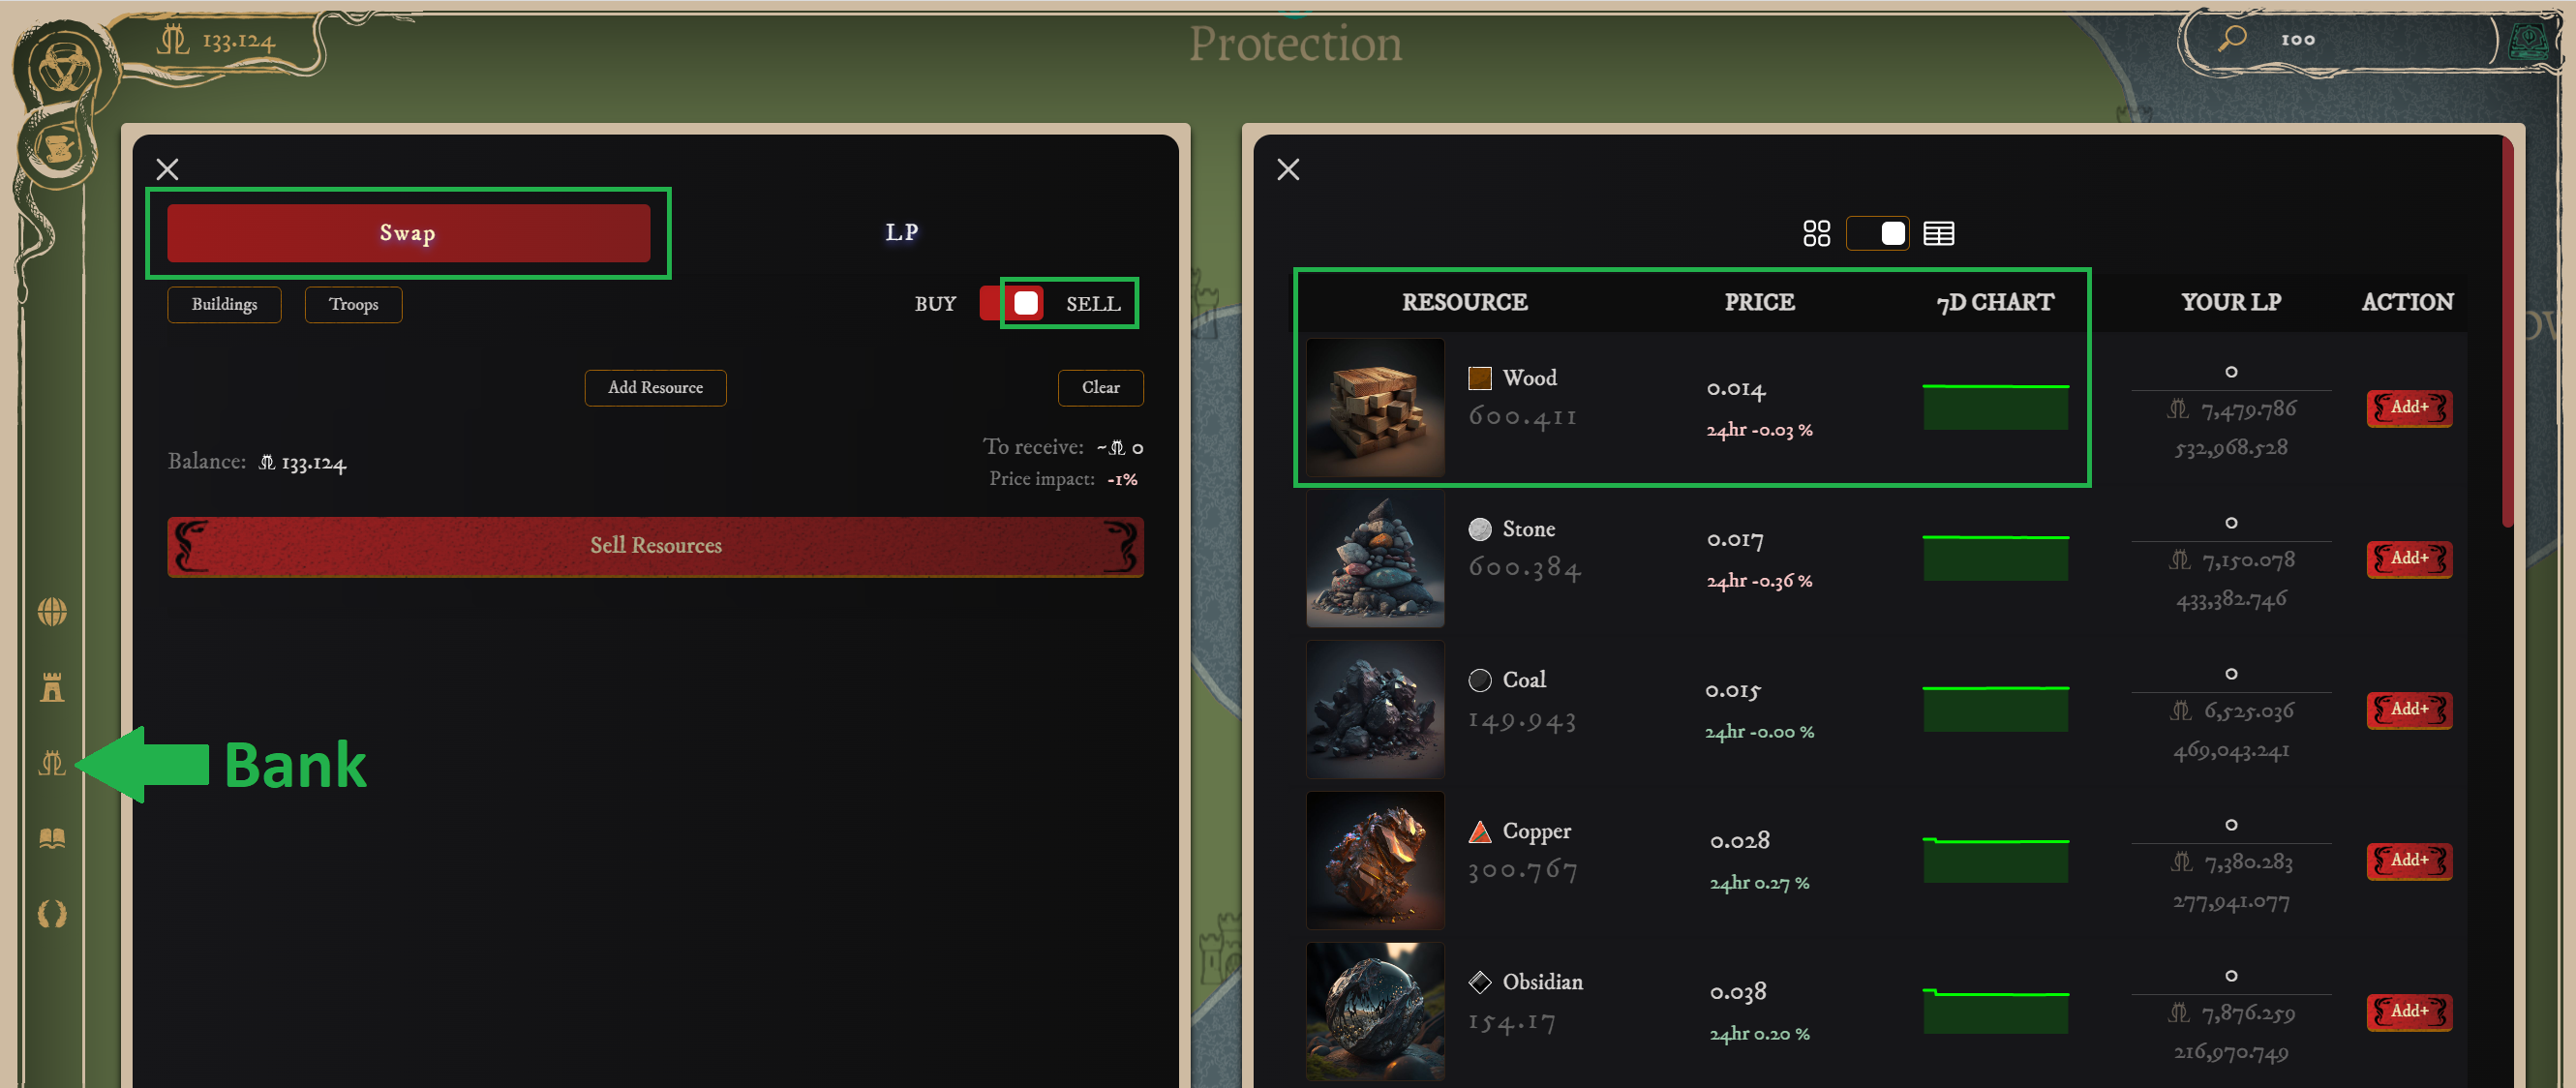 133.124
Protection
100
Swap
LP
Buildings
Troops
BUY
SELL
Add Resource
Clear
Balance: 133.124
To receive: ~ 0
Price impact: -1%
Sell Resources
Bank
RESOURCE
PRICE
7D CHART
YOUR LP
ACTION
Wood
600.411
0.014
24hr -0.03 %
0
7,479.786
532,968.528
Add+
Stone
600.384
0.017
24hr -0.36 %
0
7,150.078
433,382.746
Add+
Coal
149.943
0.015
24hr -0.00 %
0
6,525.036
469,043.241
Add+
Copper
300.767
0.028
24hr 0.27 %
0
7,380.283
277,941.077
Add+
Obsidian
154.17
0.038
24hr 0.20 %
0
7,876.259
216,970.749
Add+